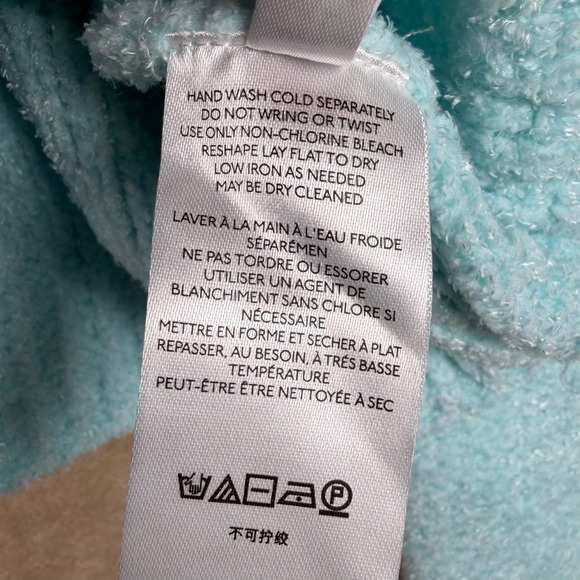 HAND WASH COLD SEPARATELY
DO NOT WRING OR TWIST
USE ONLY NON-CHLORINE BLEACH
RESHAPE LAY FLAT TO DRY
LOW IRON AS NEEDED
MAY BE DRY CLEANED
LAVER À LA MAIN À L'EAU FROIDE
SÉPARÉMEN
NE PAS TORDRE OU ESSORER
UTILISER UN AGENT DE
BLANCHIMENT SANS CHLORE SI
NÉCESSAIRE
METTRE EN FORME ET SECHER À PLAT
REPASSER, AU BESOIN, À TRÉS BASSE
TEMPÉRATURE
PEUT-ÊTRE ÊTRE NETTOYÉE À SEC
P
不可拧绞